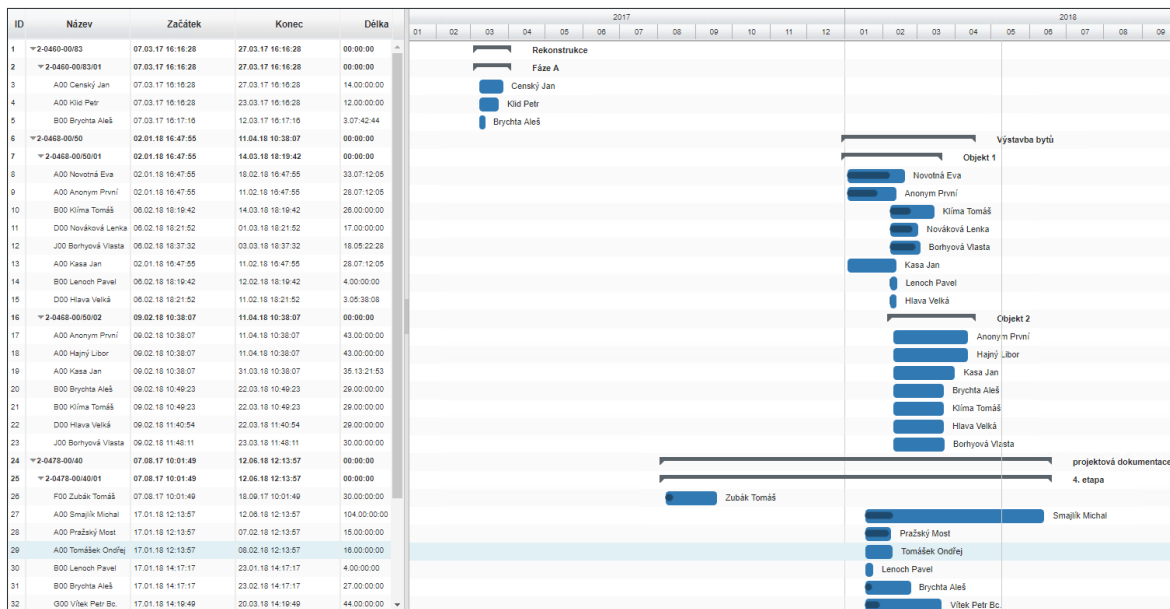 ID Název Začátek Konec Délka 2017 2018
01 02 03 04 05 06 07 08 09 10 11 12 01 02 03 04 05 06 07 08 09
1 2-0460-00/83 07.03.17 16:16:28 27.03.17 16:16:28 00:00:00 Rekonstrukce
2 2-0460-00/83/01 07.03.17 16:16:28 27.03.17 16:16:28 00:00:00 Fáze A
3 A00 Censký Jan 07.03.17 16:16:28 27.03.17 16:16:28 14.00:00:00 Censký Jan
4 A00 Klid Petr 07.03.17 16:16:28 23.03.17 16:16:28 12.00:00:00 Klid Petr
5 B00 Brychta Aleš 07.03.17 16:17:16 12.03.17 16:17:16 3.07:42:44 Brychta Aleš
6 2-0468-00/50 02.01.18 16:47:55 11.04.18 10:38:07 00:00:00 Výstavba bytů
7 2-0468-00/50/01 02.01.18 16:47:55 14.03.18 18:19:42 00:00:00 Objekt 1
8 A00 Novotná Eva 02.01.18 16:47:55 18.02.18 16:47:55 33.07:12:05 Novotná Eva
9 A00 Anonym První 02.01.18 16:47:55 11.02.18 16:47:55 28.07:12:05 Anonym První
10 B00 Klíma Tomáš 06.02.18 18:19:42 14.03.18 18:19:42 26.00:00:00 Klíma Tomáš
11 D00 Nováková Lenka 06.02.18 18:21:52 01.03.18 18:21:52 17.00:00:00 Nováková Lenka
12 J00 Borhyová Vlasta 06.02.18 18:37:32 03.03.18 18:37:32 18.05:22:28 Borhyová Vlasta
13 A00 Kasa Jan 02.01.18 16:47:55 11.02.18 16:47:55 28.07:12:05 Kasa Jan
14 B00 Lenoch Pavel 06.02.18 18:19:42 12.02.18 18:19:42 4.00:00:00 Lenoch Pavel
15 D00 Hlava Velká 06.02.18 18:21:52 11.02.18 18:21:52 3.05:38:08 Hlava Velká
16 2-0468-00/50/02 09.02.18 10:38:07 11.04.18 10:38:07 00:00:00 Objekt 2
17 A00 Anonym První 09.02.18 10:38:07 11.04.18 10:38:07 43.00:00:00 Anonym První
18 A00 Hajný Libor 09.02.18 10:38:07 11.04.18 10:38:07 43.00:00:00 Hajný Libor
19 A00 Kasa Jan 09.02.18 10:38:07 31.03.18 10:38:07 35.13:21:53 Kasa Jan
20 B00 Brychta Aleš 09.02.18 10:49:23 22.03.18 10:49:23 29.00:00:00 Brychta Aleš
21 B00 Klíma Tomáš 09.02.18 10:49:23 22.03.18 10:49:23 29.00:00:00 Klíma Tomáš
22 D00 Hlava Velká 09.02.18 11:40:54 22.03.18 11:40:54 29.00:00:00 Hlava Velká
23 J00 Borhyová Vlasta 09.02.18 11:48:11 23.03.18 11:48:11 30.00:00:00 Borhyová Vlasta
24 2-0478-00/40 07.08.17 10:01:49 12.06.18 12:13:57 00:00:00 projektová dokumentace
25 2-0478-00/40/01 07.08.17 10:01:49 12.06.18 12:13:57 00:00:00 4. etapa
26 F00 Zubák Tomáš 07.08.17 10:01:49 18.09.17 10:01:49 30.00:00:00 Zubák Tomáš
27 A00 Smajlík Michal 17.01.18 12:13:57 12.06.18 12:13:57 104.00:00:00 Smajlík Michal
28 A00 Pražský Most 17.01.18 12:13:57 07.02.18 12:13:57 15.00:00:00 Pražský Most
29 A00 Tomášek Ondřej 17.01.18 12:13:57 08.02.18 12:13:57 16.00:00:00 Tomášek Ondřej
30 B00 Lenoch Pavel 17.01.18 14:17:17 23.01.18 14:17:17 4.00:00:00 Lenoch Pavel
31 B00 Brychta Aleš 17.01.18 14:17:17 23.02.18 14:17:17 27.00:00:00 Brychta Aleš
32 G00 Vítek Petr Bc. 17.01.18 14:19:49 20.03.18 14:19:49 44.00:00:00 Vítek Petr Bc.